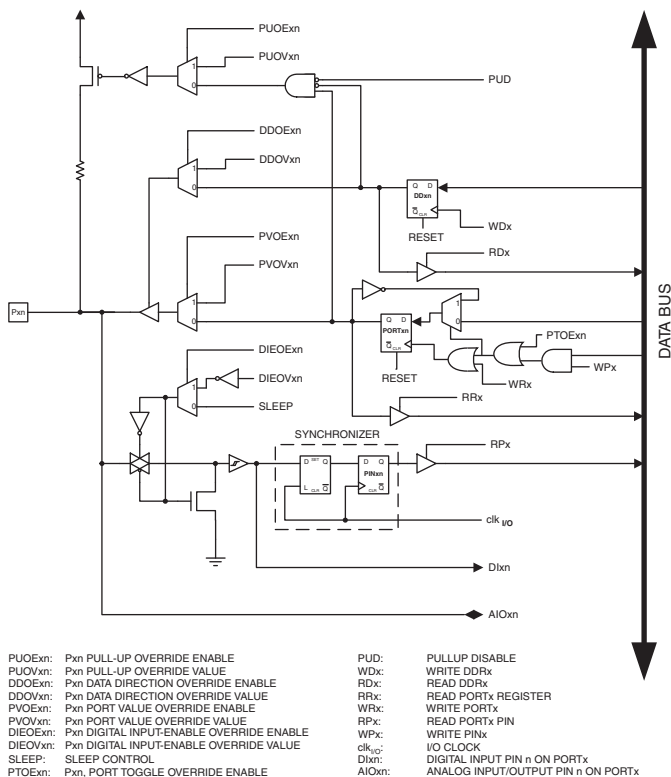 PUOExn
PUOVxn
1
0
PUD
DDOExn
DDOVxn
1
0
Q D
DDxn
Q CLR
WDx
RESET
RDx
PVOExn
PVOVxn
1
0
Pxn
1
0
Q D
PORTxn
Q CLR
PTOExn
WPx
RESET
WRx
RRx
DATA BUS
DIEOExn
DIEOVxn
SLEEP
1
0
SYNCHRONIZER
RPx
D SET Q
L CLR Q
D Q
PINxn
CLR Q
clk I/O
DIxn
AIOxn
PUOExn: Pxn PULL-UP OVERRIDE ENABLE
PUOVxn: Pxn PULL-UP OVERRIDE VALUE
DDOExn: Pxn DATA DIRECTION OVERRIDE ENABLE
DDOVxn: Pxn DATA DIRECTION OVERRIDE VALUE
PVOExn: Pxn PORT VALUE OVERRIDE ENABLE
PVOVxn: Pxn PORT VALUE OVERRIDE VALUE
DIEOExn: Pxn DIGITAL INPUT-ENABLE OVERRIDE ENABLE
DIEOVxn: Pxn DIGITAL INPUT-ENABLE OVERRIDE VALUE
SLEEP: SLEEP CONTROL
PTOExn: Pxn, PORT TOGGLE OVERRIDE ENABLE
PUD: PULLUP DISABLE
WDx: WRITE DDRx
RDx: READ DDRx
RRx: READ PORTx REGISTER
WRx: WRITE PORTx
RPx: READ PORTx PIN
WPx: WRITE PINx
clk I/O: I/O CLOCK
DIxn: DIGITAL INPUT PIN n ON PORTx
AIOxn: ANALOG INPUT/OUTPUT PIN n ON PORTx